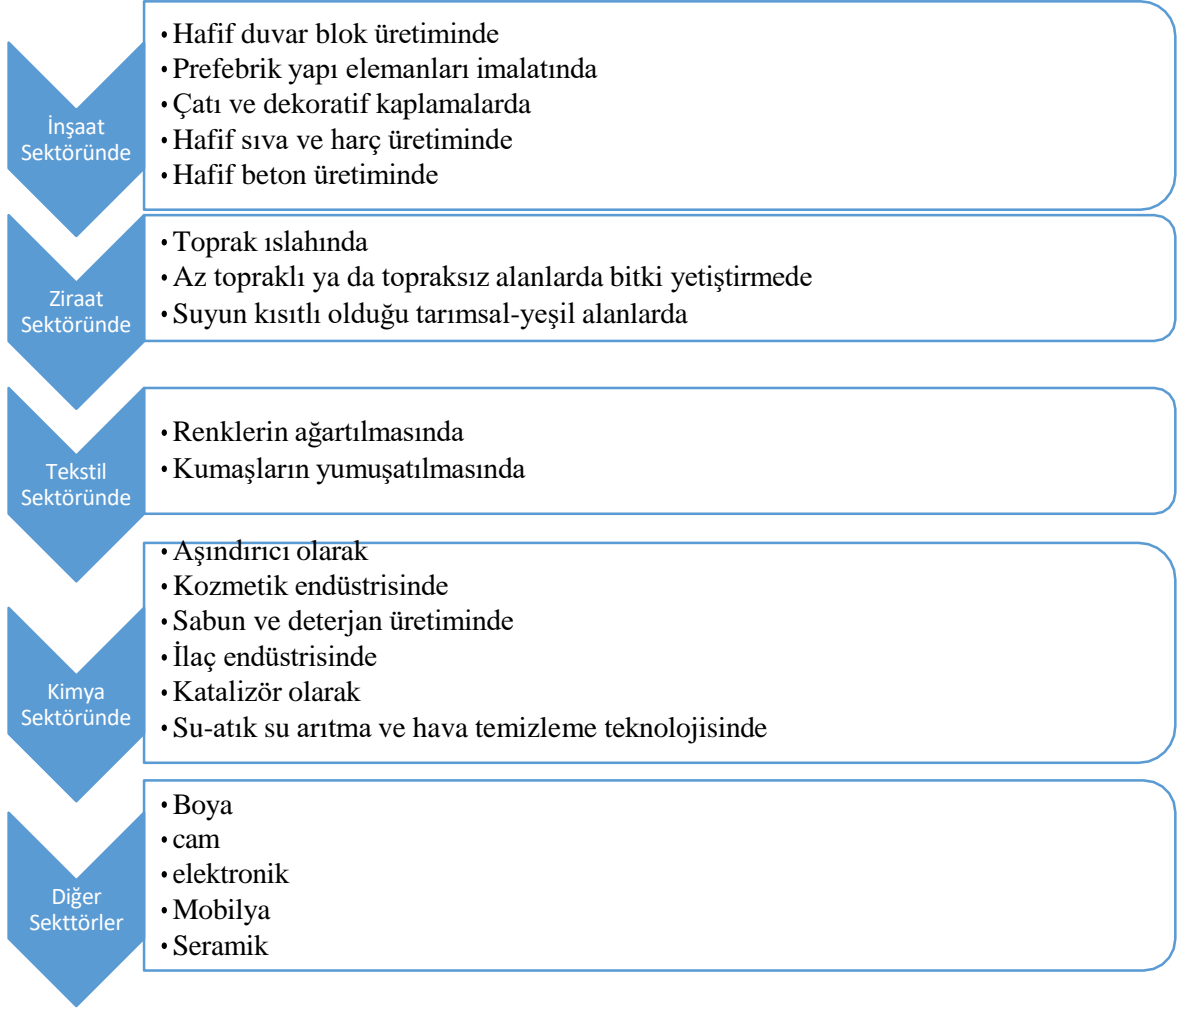 İnşaat
Sektöründe
• Hafif duvar blok üretiminde
• Prefebrik yapı elemanları imalatında
• Çatı ve dekoratif kaplamalarda
• Hafif sıva ve harç üretiminde
• Hafif beton üretiminde
Ziraat
Sektöründe
• Toprak ıslahında
• Az topraklı ya da topraksız alanlarda bitki yetiştirmede
• Suyun kısıtlı olduğu tarımsal-yeşil alanlarda
Tekstil
Sektöründe
• Renklerin ağartılmasında
• Kumaşların yumuşatılmasında
Kimya
Sektöründe
• Aşındırıcı olarak
• Kozmetik endüstrisinde
• Sabun ve deterjan üretiminde
• İlaç endüstrisinde
• Katalizör olarak
• Su-atık su arıtma ve hava temizleme teknolojisinde
Diğer
Sekttörler
• Boya
• cam
• elektronik
• Mobilya
• Seramik